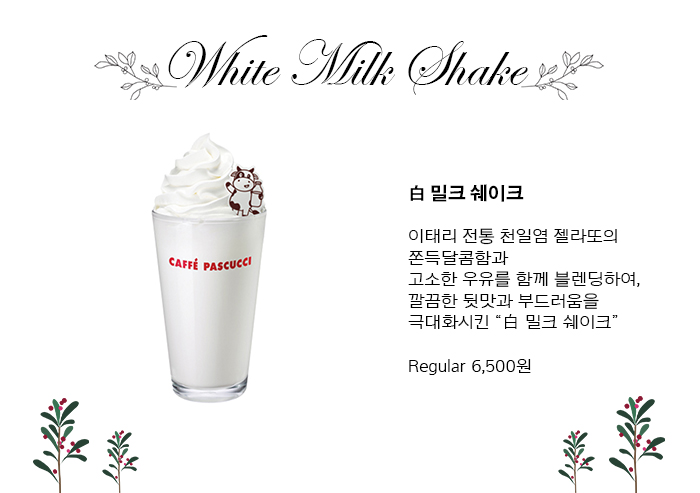 White Milk Shake
CAFFÉ PASCUCCI
白 밀크 쉐이크
이태리 전통 천일염 젤라또의
쫀득달콤함과
고소한 우유를 함께 블렌딩하여,
깔끔한 뒷맛과 부드러움을
극대화시킨 “白 밀크 쉐이크”
Regular 6,500원